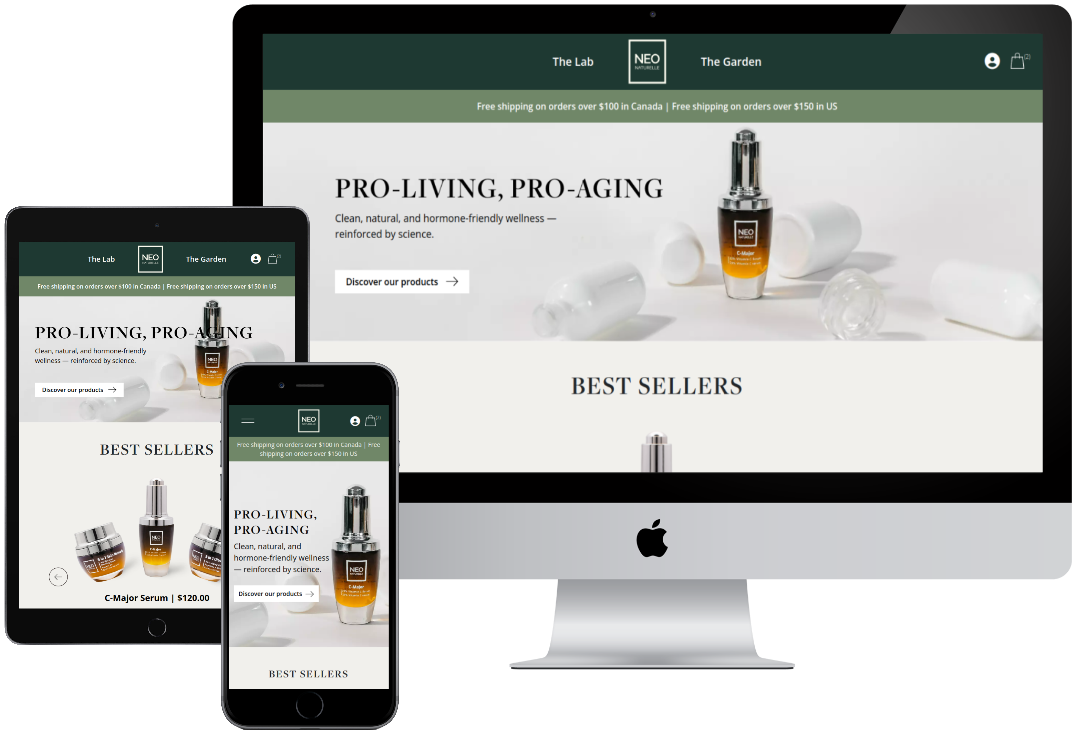 The Lab
NEO
NATURELLE
The Garden
Free shipping on orders over $100 in Canada | Free shipping on orders over $150 in US
PRO-LIVING, PRO-AGING
Clean, natural, and hormone-friendly wellness —
reinforced by science.
Discover our products
NEO
C-Major
BEST SELLERS
The Lab
NEO
NATURELLE
The Garden
Free shipping on orders over $100 in Canada | Free shipping on orders over $150 in US
PRO-LIVING, PRO-AGING
Clean, natural, and hormone-friendly
wellness — reinforced by science.
Discover our products
NEO
C-Major
BEST SELLERS
NEO
C-Major
C-Major Serum | $120.00
NEO
NATURELLE
Free shipping on orders over $100 in Canada | Free
shipping on orders over $150 in US
PRO-LIVING,
PRO-AGING
Clean, natural, and
hormone-friendly wellness
— reinforced by science.
Discover our products
NEO
C-Major
BEST SELLERS